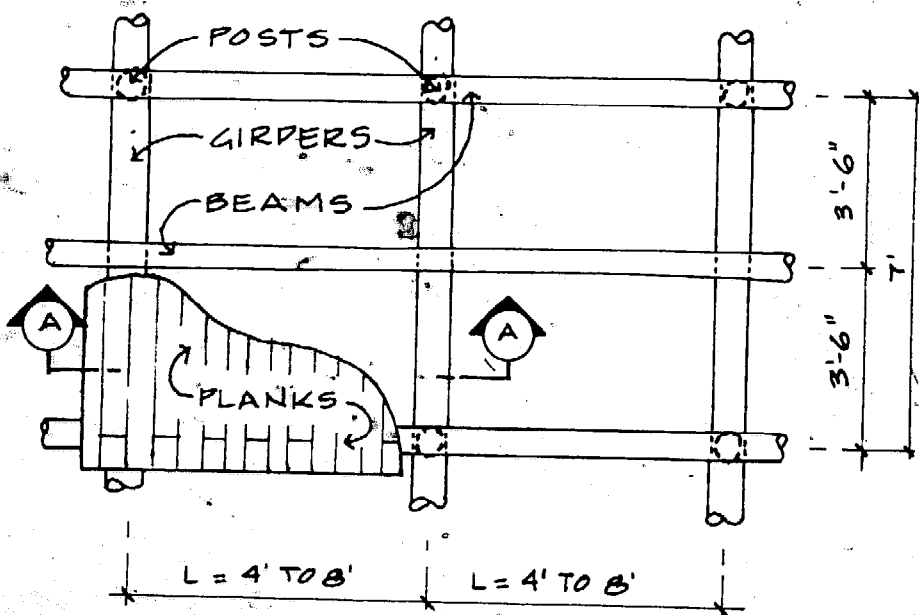 POSTS
GIRDERS
BEAMS
3'-6"
7'
A
A
3'-6"
PLANKS
L = 4' TO 8'
L = 4' TO 8'